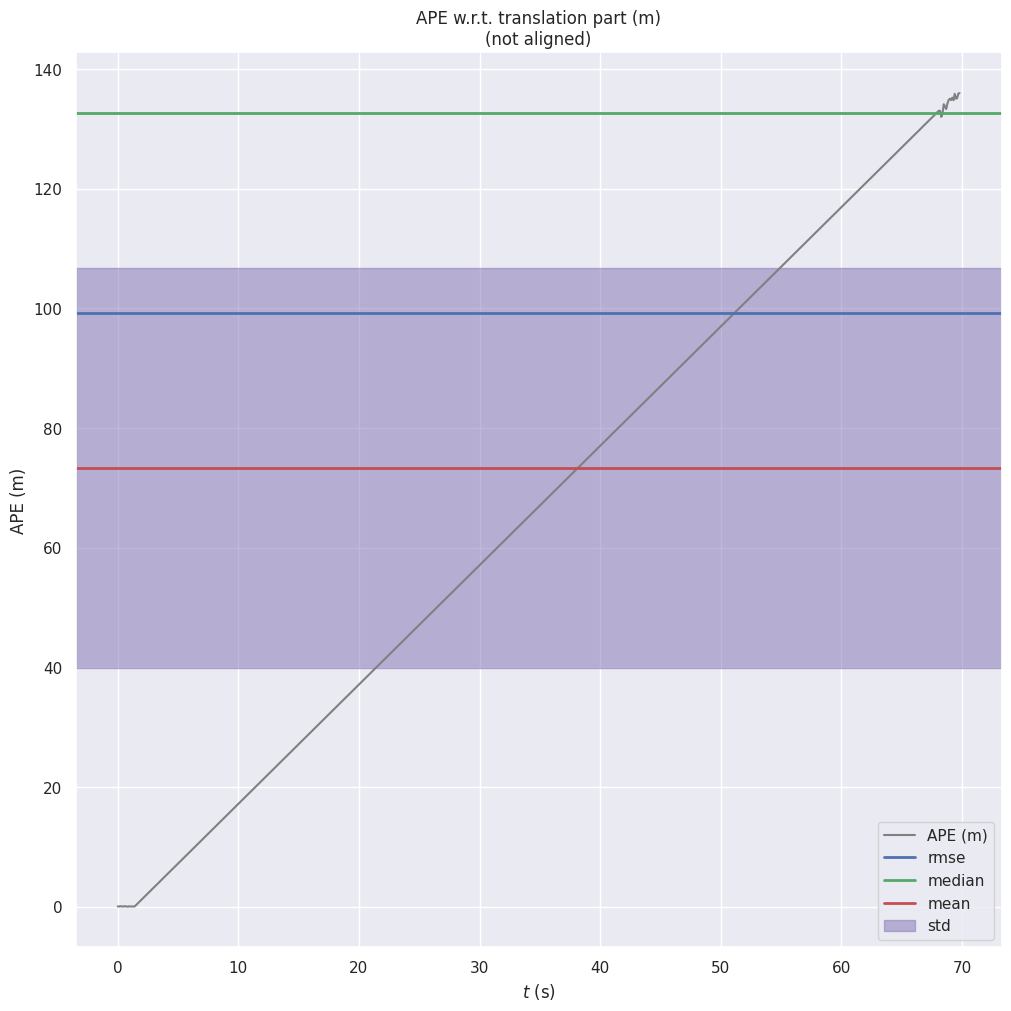 APE w.r.t. translation part (m)
(not aligned)
140
120
100
80
60
40
20
0
APE (m)
0 10 20 30 40 50 60 70
t (s)
APE (m)
rmse
median
mean
std